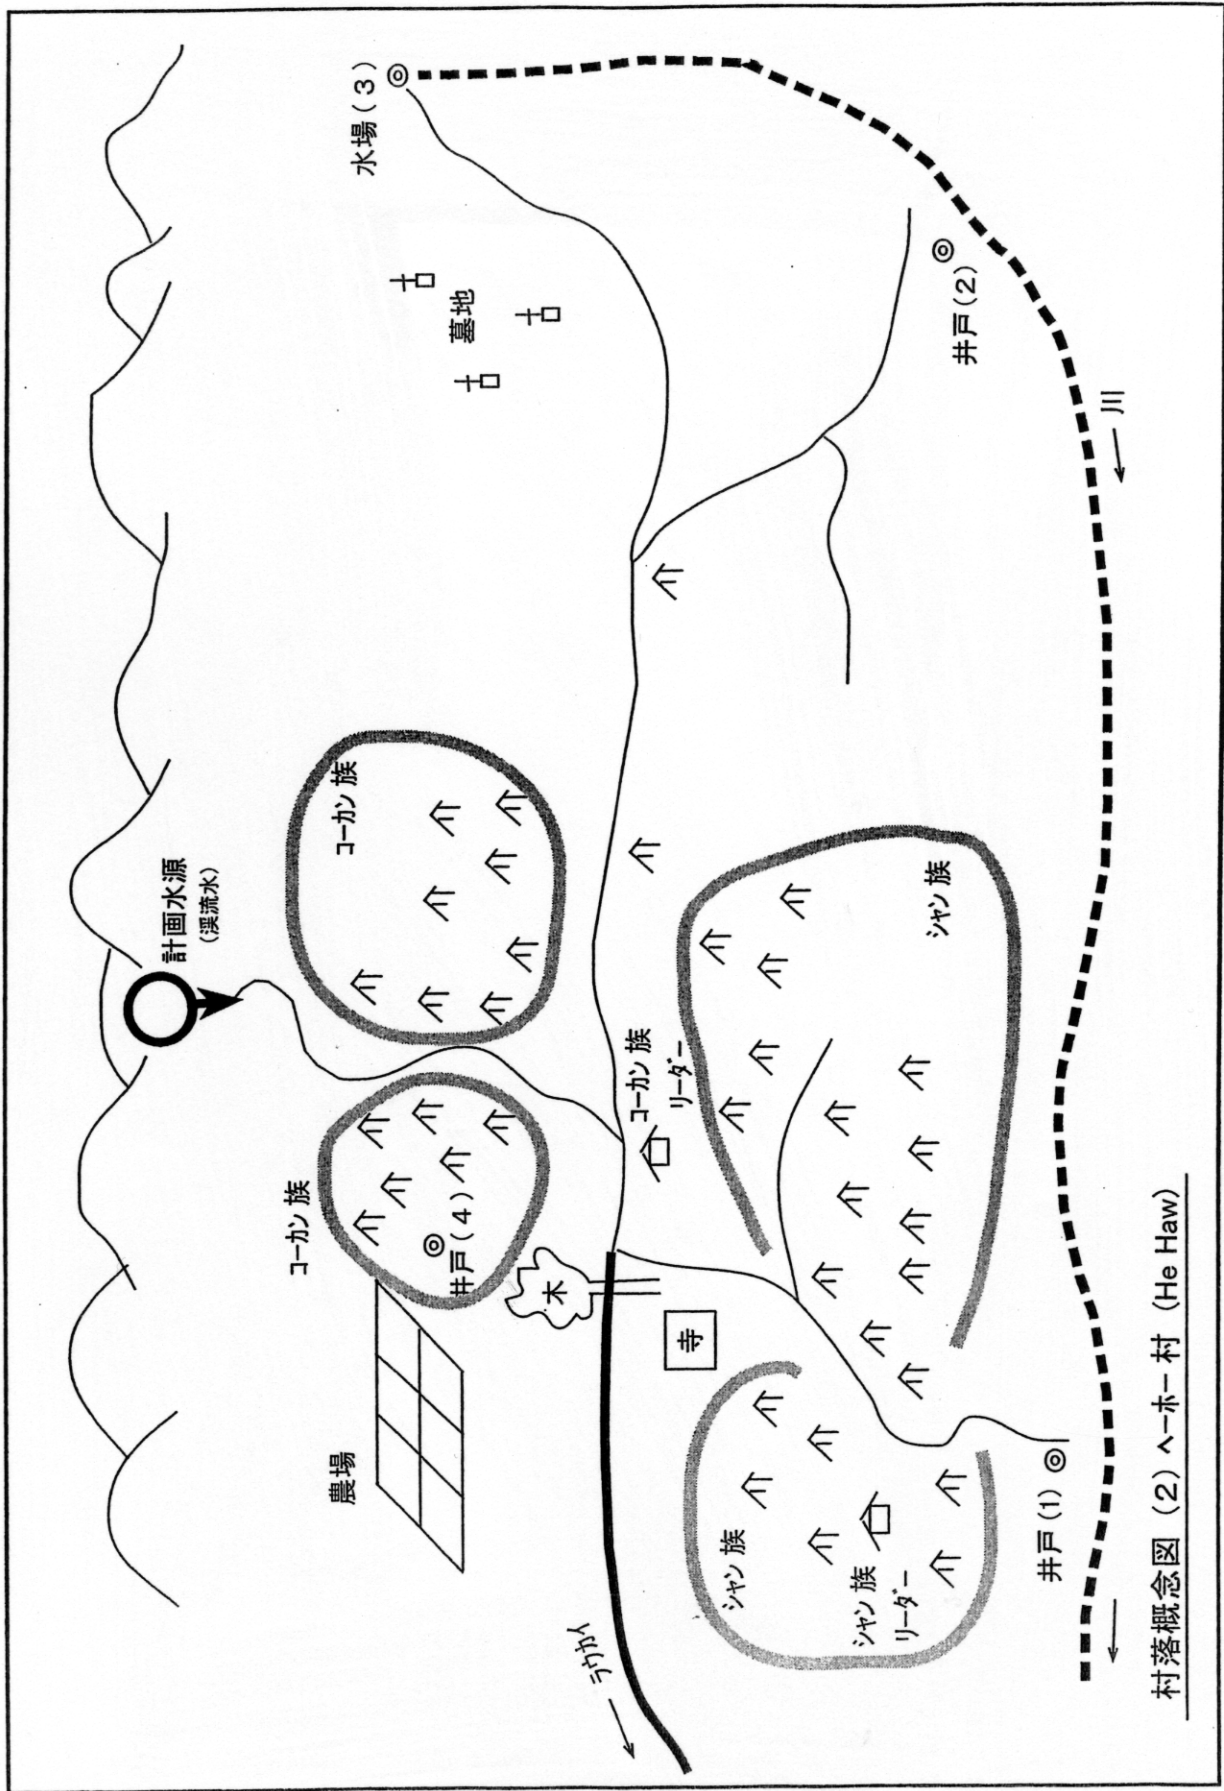 計画水源
(渓流水)
コーカン族
農場
コーカン族
水場(3)
墓地
井戸(4)
木
← ラウカイ
コーカン族
リーダー
寺
シャン族
シャン族
リーダー
シャン族
井戸(2)
井戸(1)
← 川
村落概念図 (2) ヘーホー村 (He Haw)